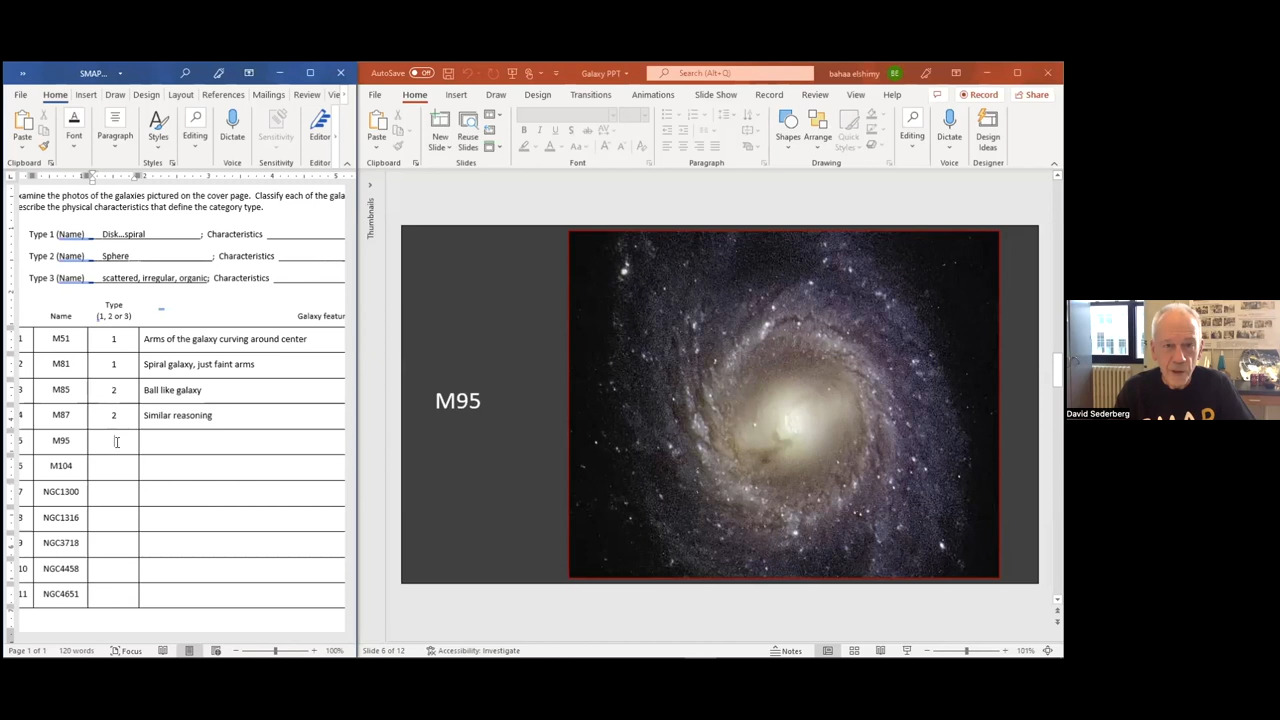 SMAP...
File Home Insert Draw Design Layout References Mailings Review Vie
Paste Font Paragraph Styles Editing Dictate Sensitivity Editor
Clipboard Styles Voice Sensitivity Editor
1 2 3 4 5
xamine the photos of the galaxies pictured on the cover page. Classify each of the gala
escribe the physical characteristics that define the category type.
Type 1 (Name) _ Disk...spiral ; Characteristics
Type 2 (Name) _ Sphere ; Characteristics
Type 3 (Name) _ scattered, irregular, organic; Characteristics
Type
Name (1, 2 or 3) Galaxy featur
1 M51 1 Arms of the galaxy curving around center
2 M81 1 Spiral galaxy, just faint arms
3 M85 2 Ball like galaxy
4 M87 2 Similar reasoning
5 M95
6 M104
7 NGC1300
8 NGC1316
9 NGC3718
10 NGC4458
11 NGC4651
Page 1 of 1 120 words Focus 100%
AutoSave Off Galaxy PPT Search (Alt+Q) bahaa elshimy BE
File Home Insert Draw Design Transitions Animations Slide Show Record Review View Help Record Share
Paste New Slide Reuse Slides Shapes Arrange Quick Styles Editing Dictate Design Ideas
Clipboard Slides Font Paragraph Drawing Voice Designer
Thumbnails
M95
Slide 6 of 12 Accessibility: Investigate Notes 101%
David Sederberg